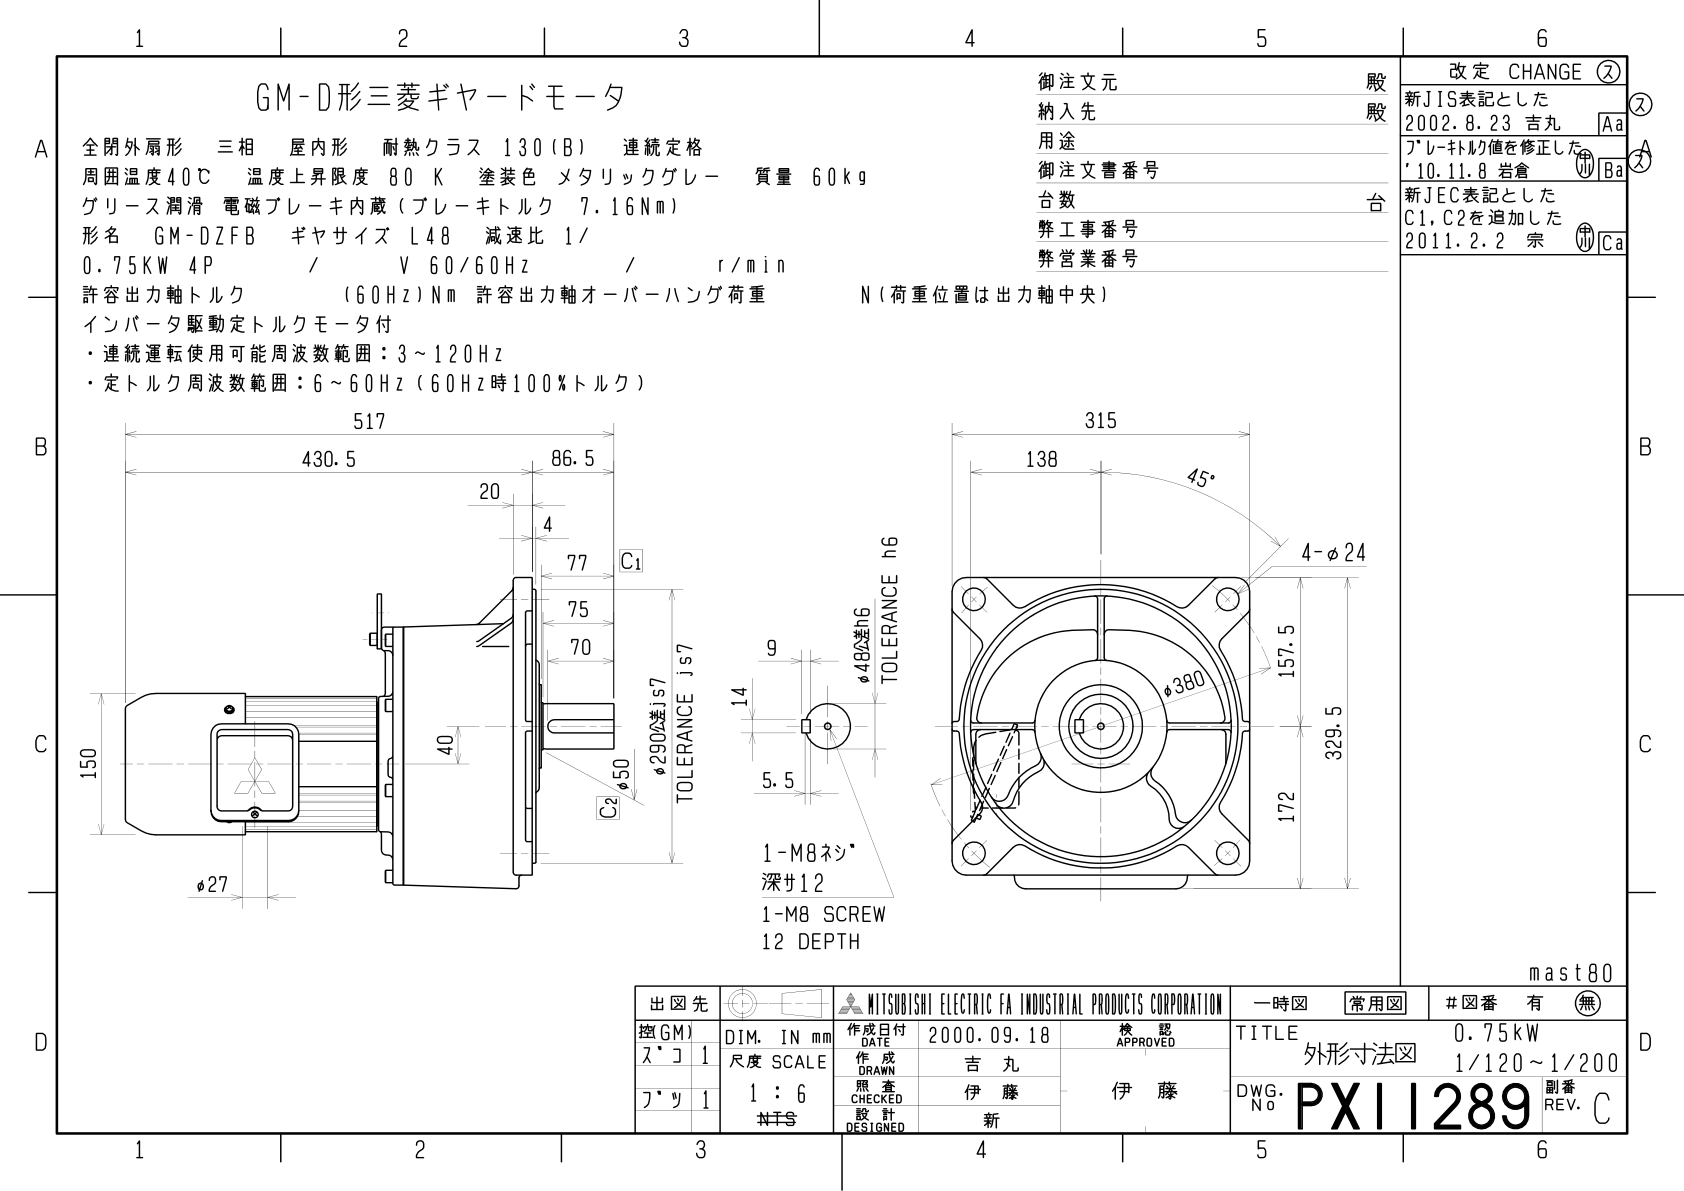 1 2 3 4 5 6
GM-D形三菱ギヤードモータ
全閉外扇形 三相 屋内形 耐熱クラス 130(B) 連続定格
周囲温度40℃ 温度上昇限度 80 K 塗装色 メタリックグレー 質量 60kg
グリース潤滑 電磁ブレーキ内蔵(ブレーキトルク 7.16Nm)
形名 GM-DZFB ギヤサイズ L48 減速比 1/
0.75KW 4P / V 60/60Hz / r/min
許容出力軸トルク (60Hz)Nm 許容出力軸オーバーハング荷重 N(荷重位置は出力軸中央)
インバータ駆動定トルクモータ付
・連続運転使用可能周波数範囲:3~120Hz
・定トルク周波数範囲:6~60Hz(60Hz時100%トルク)
御注文元 殿
納入先 殿
用途
御注文書番号
台数 台
弊工事番号
弊営業番号
改定 CHANGE ス
新JIS表記とした
2002.8.23 吉丸 Aa
ス
ブレーキトルク値を修正した
'10.11.8 岩倉 中川 Ba
ス
新JEC表記とした
C1,C2を追加した
2011.2.2 宗 中川 Ca
A
A
B
B
C
C
D
D
517
430.5
86.5
20
4
77
C1
75
70
150
40
φ27
φ50
C2
φ290公差js7
TOLERANCE js7
9
14
5.5
φ48公差h6
TOLERANCE h6
1-M8ネジ
深サ12
1-M8 SCREW
12 DEPTH
315
138
45°
4-φ24
φ380
157.5
172
329.5
mast80
出図先
控(GM)
ズコ 1
ブツ 1
DIM. IN mm
尺度 SCALE
1 : 6
NTS
MITSUBISHI ELECTRIC FA INDUSTRIAL PRODUCTS CORPORATION
作成日付
DATE
2000.09.18
作 成
DRAWN
吉 丸
照 査
CHECKED
伊 藤
設 計
DESIGNED
新
検 認
APPROVED
伊 藤
一時図 常用図 #図番 有 無
TITLE
外形寸法図
0.75kW
1/120~1/200
DWG.
No
PX11289
副番
REV.
C
1 2 3 4 5 6